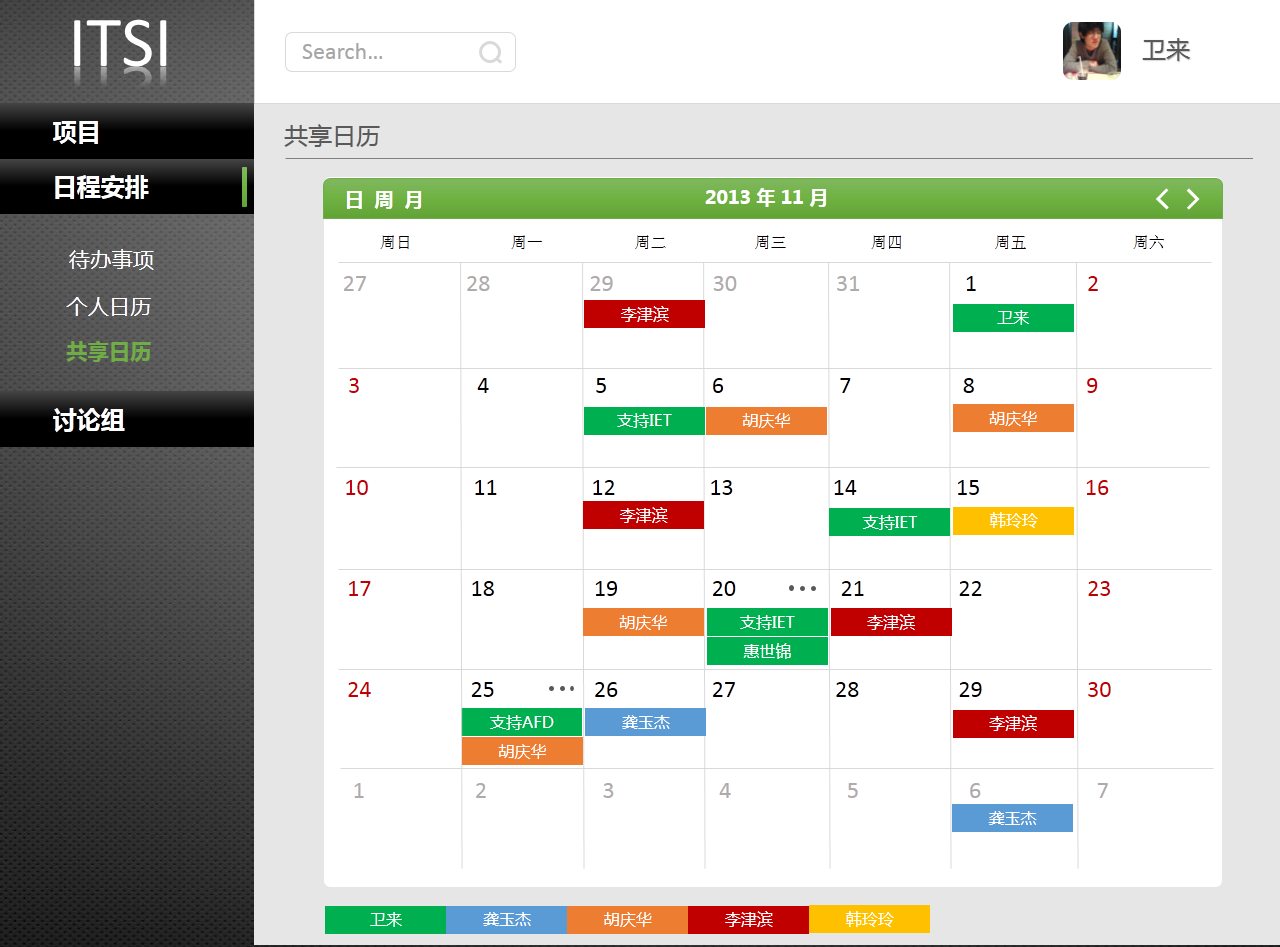 ITSI
Search...
卫来
项目
日程安排
待办事项
个人日历
共享日历
讨论组
共享日历
日 周 月
2013 年 11 月
周日 周一 周二 周三 周四 周五 周六
27 28 29 30 31 1 2
李津滨 卫来
3 4 5 6 7 8 9
支持IET 胡庆华 胡庆华
10 11 12 13 14 15 16
李津滨 支持IET 韩玲玲
17 18 19 20 ••• 21 22 23
胡庆华 支持IET 李津滨
惠世锦
24 25 ••• 26 27 28 29 30
支持AFD 龚玉杰 李津滨
胡庆华
1 2 3 4 5 6 7
龚玉杰
卫来 龚玉杰 胡庆华 李津滨 韩玲玲